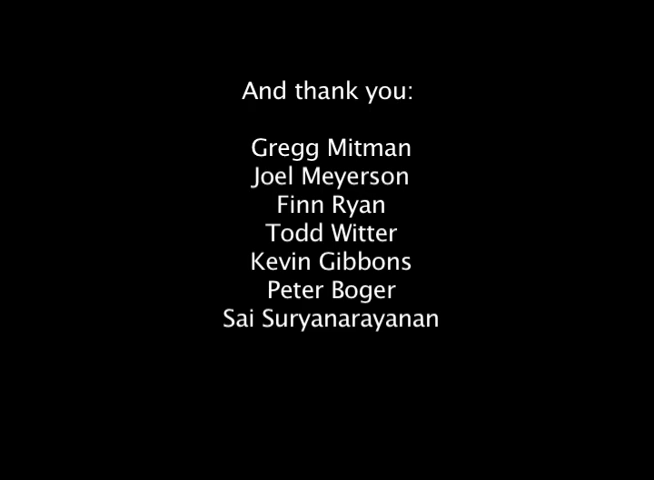 And thank you:
Gregg Mitman
Joel Meyerson
Finn Ryan
Todd Witter
Kevin Gibbons
Peter Boger
Sai Suryanarayanan